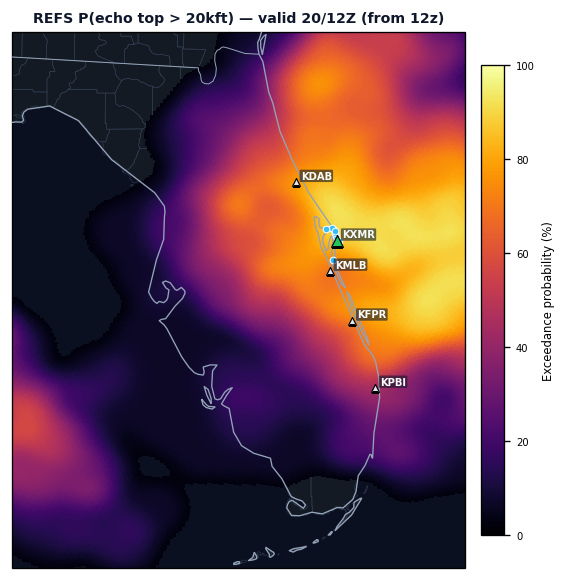 REFS P(echo top > 20kft) — valid 20/12Z (from 12z)
KDAB
KXMR
KMLB
KFPR
KPBI
100
80
60
40
20
0
Exceedance probability (%)